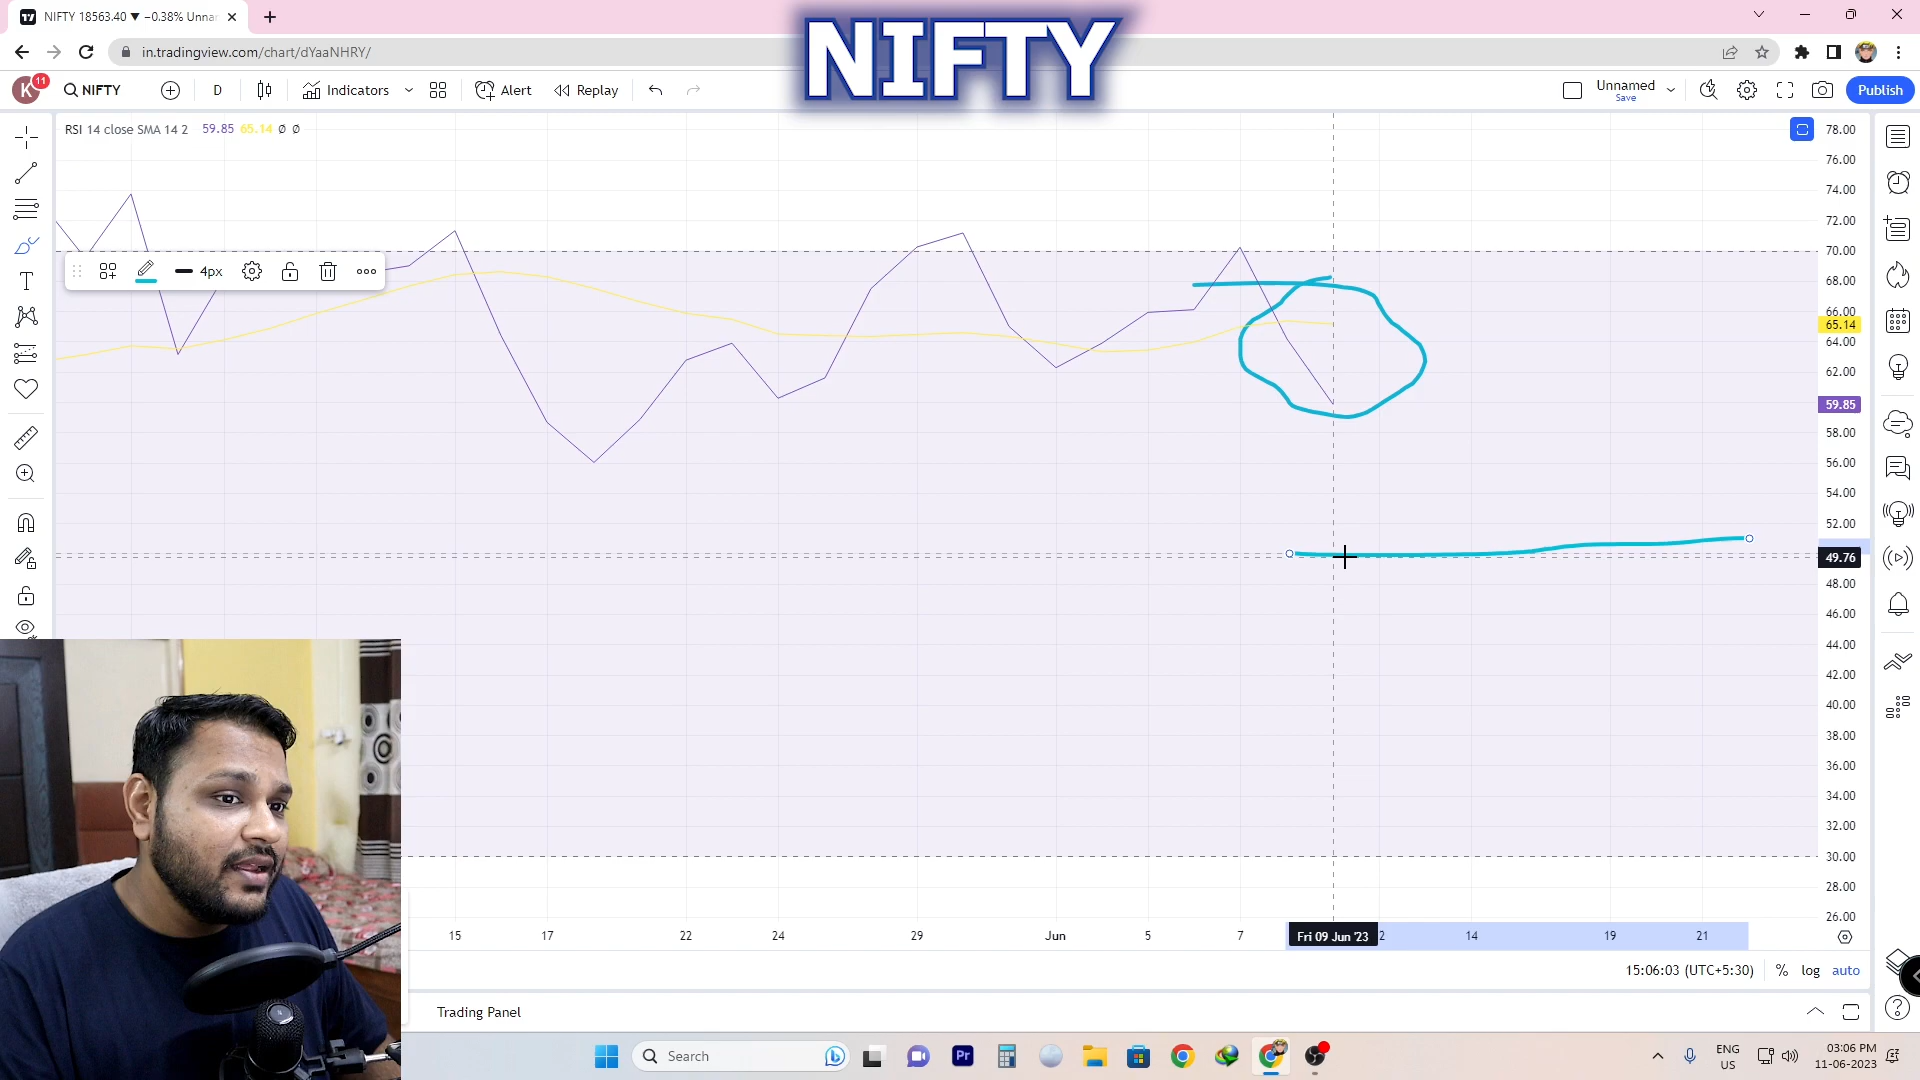 NIFTY 18563.40 ▼ −0.38% Unna
NIFTY
in.tradingview.com/chart/dYaaNHRY/
K 11
NIFTY
D
Indicators
Alert
Replay
Unnamed
Save
Publish
RSI 14 close SMA 14 2 59.85 65.14 Ø Ø
4px
78.00
76.00
74.00
72.00
70.00
68.00
66.00
65.14
64.00
62.00
59.85
58.00
56.00
54.00
52.00
49.76
48.00
46.00
44.00
42.00
40.00
38.00
36.00
34.00
32.00
30.00
28.00
26.00
15 17 22 24 29 Jun 5 7 Fri 09 Jun '23 2 14 19 21
15:06:03 (UTC+5:30) % log auto
Trading Panel
Search
Pr
ENG
US
03:06 PM
11-06-2023